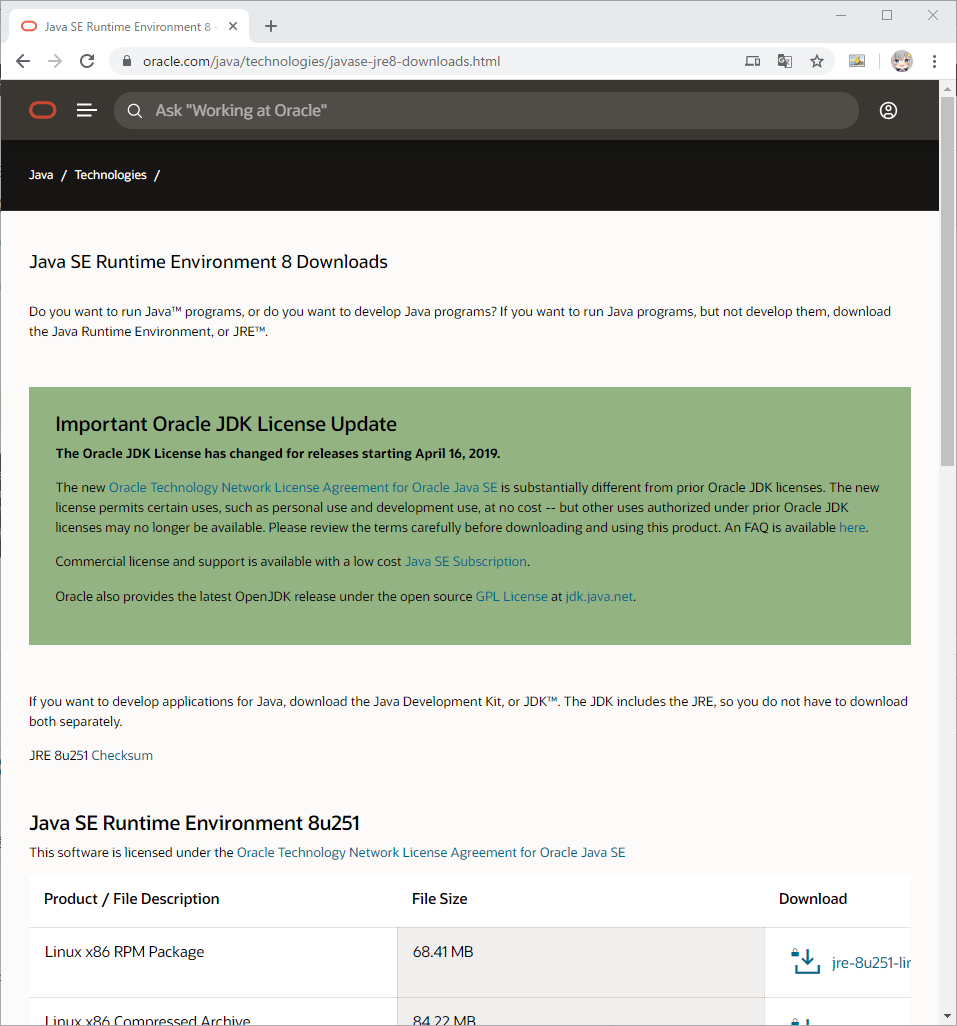 Java SE Runtime Environment 8 -
oracle.com/java/technologies/javase-jre8-downloads.html
Ask "Working at Oracle"
Java / Technologies /
Java SE Runtime Environment 8 Downloads
Do you want to run Java™ programs, or do you want to develop Java programs? If you want to run Java programs, but not develop them, download
the Java Runtime Environment, or JRE™.
Important Oracle JDK License Update
The Oracle JDK License has changed for releases starting April 16, 2019.
The new Oracle Technology Network License Agreement for Oracle Java SE is substantially different from prior Oracle JDK licenses. The new
license permits certain uses, such as personal use and development use, at no cost -- but other uses authorized under prior Oracle JDK
licenses may no longer be available. Please review the terms carefully before downloading and using this product. An FAQ is available here.
Commercial license and support is available with a low cost Java SE Subscription.
Oracle also provides the latest OpenJDK release under the open source GPL License at jdk.java.net.
If you want to develop applications for Java, download the Java Development Kit, or JDK™. The JDK includes the JRE, so you do not have to download
both separately.
JRE 8u251 Checksum
Java SE Runtime Environment 8u251
This software is licensed under the Oracle Technology Network License Agreement for Oracle Java SE
Product / File Description File Size Download
Linux x86 RPM Package 68.41 MB jre-8u251-lin
Linux x86 Compressed Archive 84.22 MB